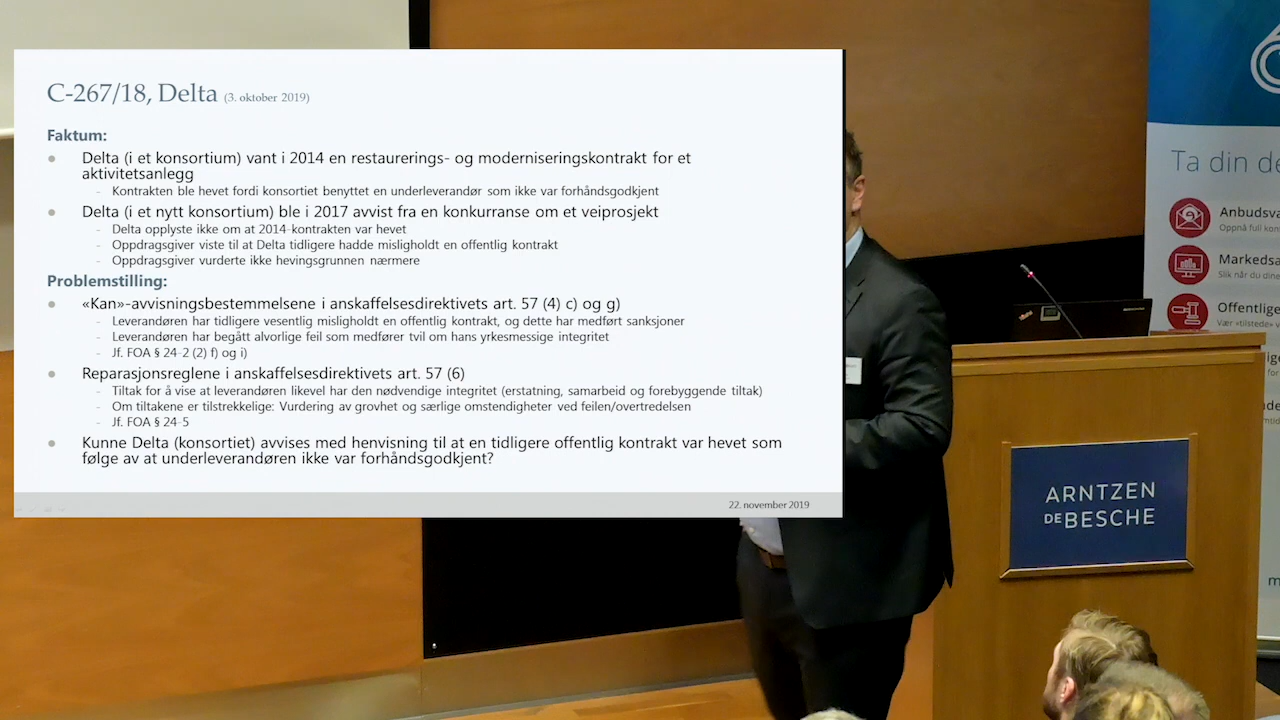 C-267/18, Delta (3. oktober 2019)
Faktum:
Delta (i et konsortium) vant i 2014 en restaurerings- og moderniseringskontrakt for et
aktivitetsanlegg
Kontrakten ble hevet fordi konsortiet benyttet en underleverandør som ikke var forhåndsgodkjent
Delta (i et nytt konsortium) ble i 2017 avvist fra en konkurranse om et veiprosjekt
Delta opplyste ikke om at 2014-kontrakten var hevet
Oppdragsgiver viste til at Delta tidligere hadde misligholdt en offentlig kontrakt
Oppdragsgiver vurderte ikke hevingsgrunnen nærmere
Problemstilling:
«Kan»-avvisningsbestemmelsene i anskaffelsesdirektivets art. 57 (4) c) og g)
Leverandøren har tidligere vesentlig misligholdt en offentlig kontrakt, og dette har medført sanksjoner
Leverandøren har begått alvorlige feil som medfører tvil om hans yrkesmessige integritet
Jf. FOA § 24-2 (2) f) og i)
Reparasjonsreglene i anskaffelsesdirektivets art. 57 (6)
Tiltak for å vise at leverandøren likevel har den nødvendige integritet (erstatning, samarbeid og forebyggende tiltak)
Om tiltakene er tilstrekkelige: Vurdering av grovhet og særlige omstendigheter ved feilen/overtredelsen
Jf. FOA § 24-5
Kunne Delta (konsortiet) avvises med henvisning til at en tidligere offentlig kontrakt var hevet som
følge av at underleverandøren ikke var forhåndsgodkjent?
22. november 2019
Ta din de
Anbudsva
Oppnå full kon
Markedsa
Slik når du dine
Offentlige
Vær «tilstede» v
ARNTZEN
DE BESCHE